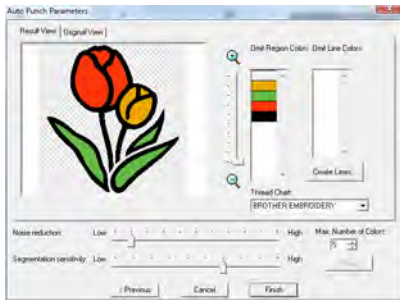 Auto Punch Parameters
Result View Original View
Omit Region Colors Omit Line Colors
Create Lines
Thread Chart:
BROTHER EMBROIDERY
Noise reduction: Low High Max. Number of Colors:
5
Segmentation sensitivity: Low High
< Previous Cancel Finish